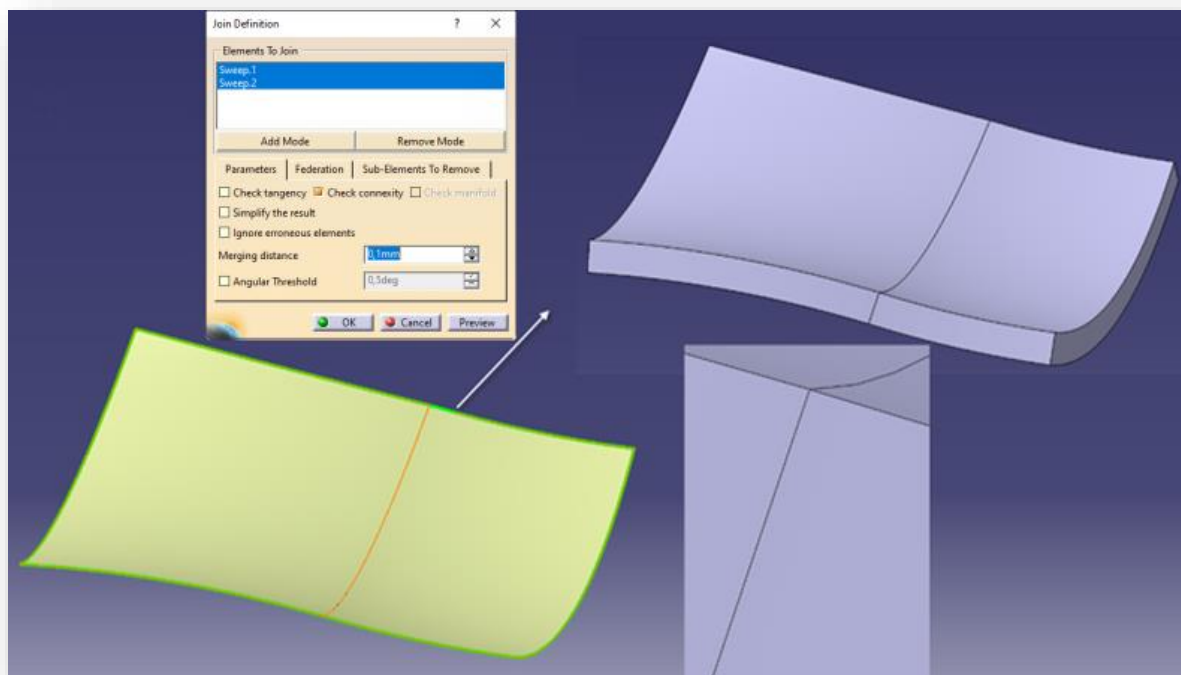 Join Definition ? X
Elements To Join
Sweep.1
Sweep.2
Add Mode Remove Mode
Parameters Federation Sub-Elements To Remove
Check tangency Check connexity Check manifold
Simplify the result
Ignore erroneous elements
Merging distance 0,1mm
Angular Threshold 0,5deg
OK Cancel Preview